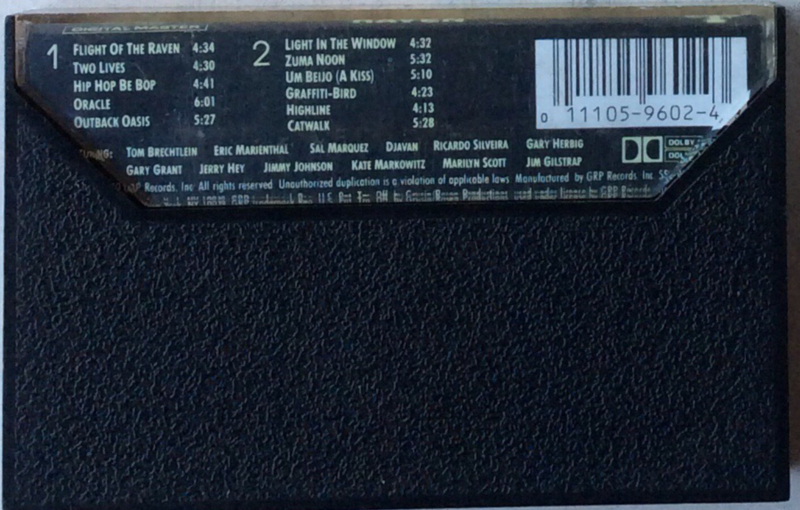 DIGITAL MASTER
RAVEN
1
FLIGHT OF THE RAVEN 4:34
TWO LIVES 4:30
HIP HOP BE BOP 4:41
ORACLE 6:01
OUTBACK OASIS 5:27
2
LIGHT IN THE WINDOW 4:32
ZUMA NOON 5:32
UM BEIJO (A KISS) 5:10
GRAFFITI-BIRD 4:23
HIGHLINE 4:13
CATWALK 5:28
0 11105-9602-4
TOM BRECHTLEIN ERIC MARIENTHAL SAL MARQUEZ DJAVAN RICARDO SILVEIRA GARY HERBIG
GARY GRANT JERRY HEY JIMMY JOHNSON KATE MARKOWITZ MARILYN SCOTT JIM GILSTRAP
DOLBY
Records, Inc. All rights reserved. Unauthorized duplication is a violation of applicable laws. Manufactured by GRP Records, Inc.